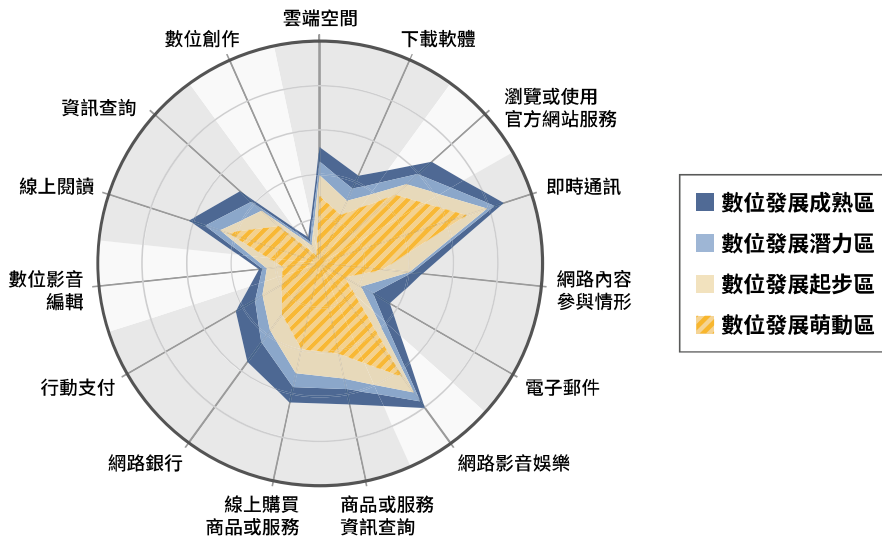 雲端空間
下載軟體
瀏覽或使用
官方網站服務
即時通訊
網路內容
參與情形
電子郵件
網路影音娛樂
商品或服務
資訊查詢
線上購買
商品或服務
網路銀行
行動支付
數位影音
編輯
線上閱讀
資訊查詢
數位創作
數位發展成熟區
數位發展潛力區
數位發展起步區
數位發展萌動區